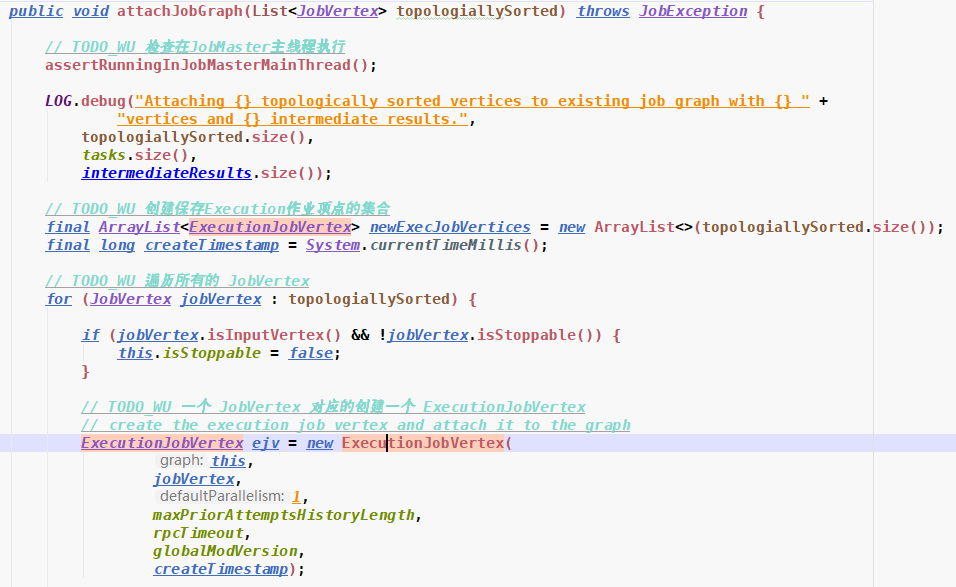 public void attachJobGraph(List<JobVertex> topologiallySorted) throws JobException {
// TODO_WU 检查在JobMaster主线程执行
assertRunningInJobMasterMainThread();
LOG.debug("Attaching {} topologically sorted vertices to existing job graph with {} " +
"vertices and {} intermediate results.",
topologiallySorted.size(),
tasks.size(),
intermediateResults.size());
// TODO_WU 创建保存Execution作业顶点的集合
final ArrayList<ExecutionJobVertex> newExecJobVertices = new ArrayList<>(topologiallySorted.size());
final long createTimestamp = System.currentTimeMillis();
// TODO_WU 遍历所有的 JobVertex
for (JobVertex jobVertex : topologiallySorted) {
if (jobVertex.isInputVertex() && !jobVertex.isStoppable()) {
this.isStoppable = false;
}
// TODO_WU 一个 JobVertex 对应的创建一个 ExecutionJobVertex
// create the execution job vertex and attach it to the graph
ExecutionJobVertex ejv = new ExecutionJobVertex(
graph: this,
jobVertex,
defaultParallelism: 1,
maxPriorAttemptsHistoryLength,
rpcTimeout,
globalModVersion,
createTimestamp);